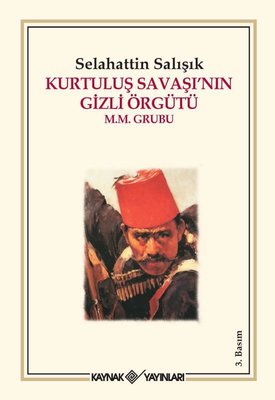 Selahattin Salışık
KURTULUŞ SAVAŞI'NIN
GİZLİ ÖRGÜTÜ
M.M. GRUBU
3. Basım
KAYNAK YAYINLARI